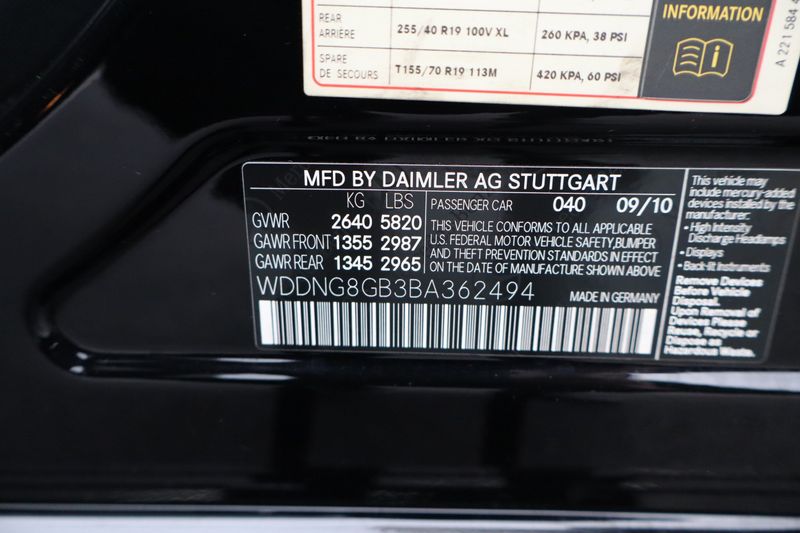 REAR
ARRIÈRE
255/40 R19 100V XL
260 KPA, 38 PSI
SPARE
DE SECOURS
T155/70 R19 113M
420 KPA, 60 PSI
INFORMATION
A 221 584 4
MFD BY DAIMLER AG STUTTGART
KG LBS
GVWR 2640 5820
GAWR FRONT 1355 2987
GAWR REAR 1345 2965
PASSENGER CAR 040 09/10
THIS VEHICLE CONFORMS TO ALL APPLICABLE
U.S. FEDERAL MOTOR VEHICLE SAFETY, BUMPER
AND THEFT PREVENTION STANDARDS IN EFFECT
ON THE DATE OF MANUFACTURE SHOWN ABOVE
WDDNG8GB3BA362494
MADE IN GERMANY
This vehicle may
include mercury-added
devices installed by the
manufacturer:
• High Intensity
Discharge Headlamps
• Displays
• Back-lit Instruments
Remove Devices
Before Vehicle
Disposal.
Upon Removal of
Devices Please
Reuse, Recycle or
Dispose as
Hazardous Waste.